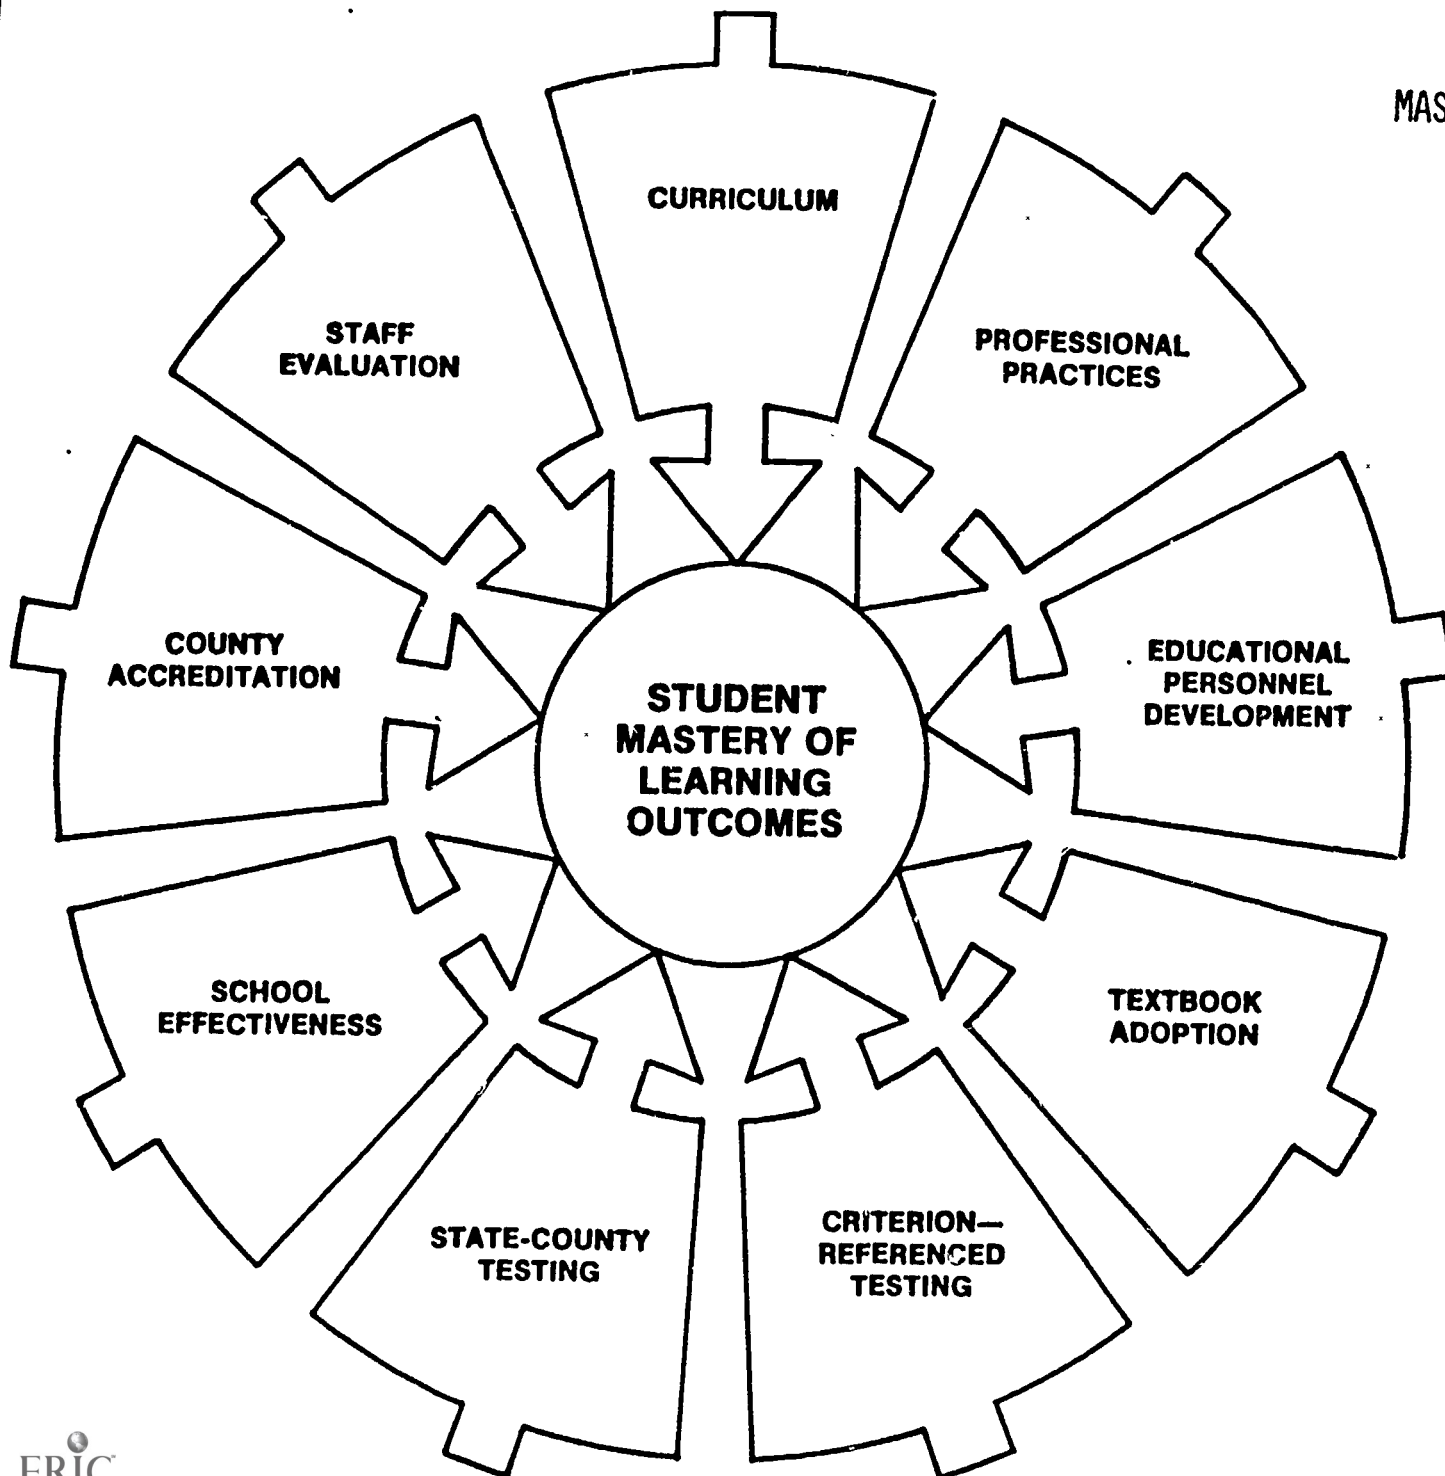 MAS
CURRICULUM
PROFESSIONAL
PRACTICES
EDUCATIONAL
PERSONNEL
DEVELOPMENT
TEXTBOOK
ADOPTION
CRITERION—
REFERENCED
TESTING
STATE-COUNTY
TESTING
SCHOOL
EFFECTIVENESS
COUNTY
ACCREDITATION
STAFF
EVALUATION
STUDENT
MASTERY OF
LEARNING
OUTCOMES
ERIC